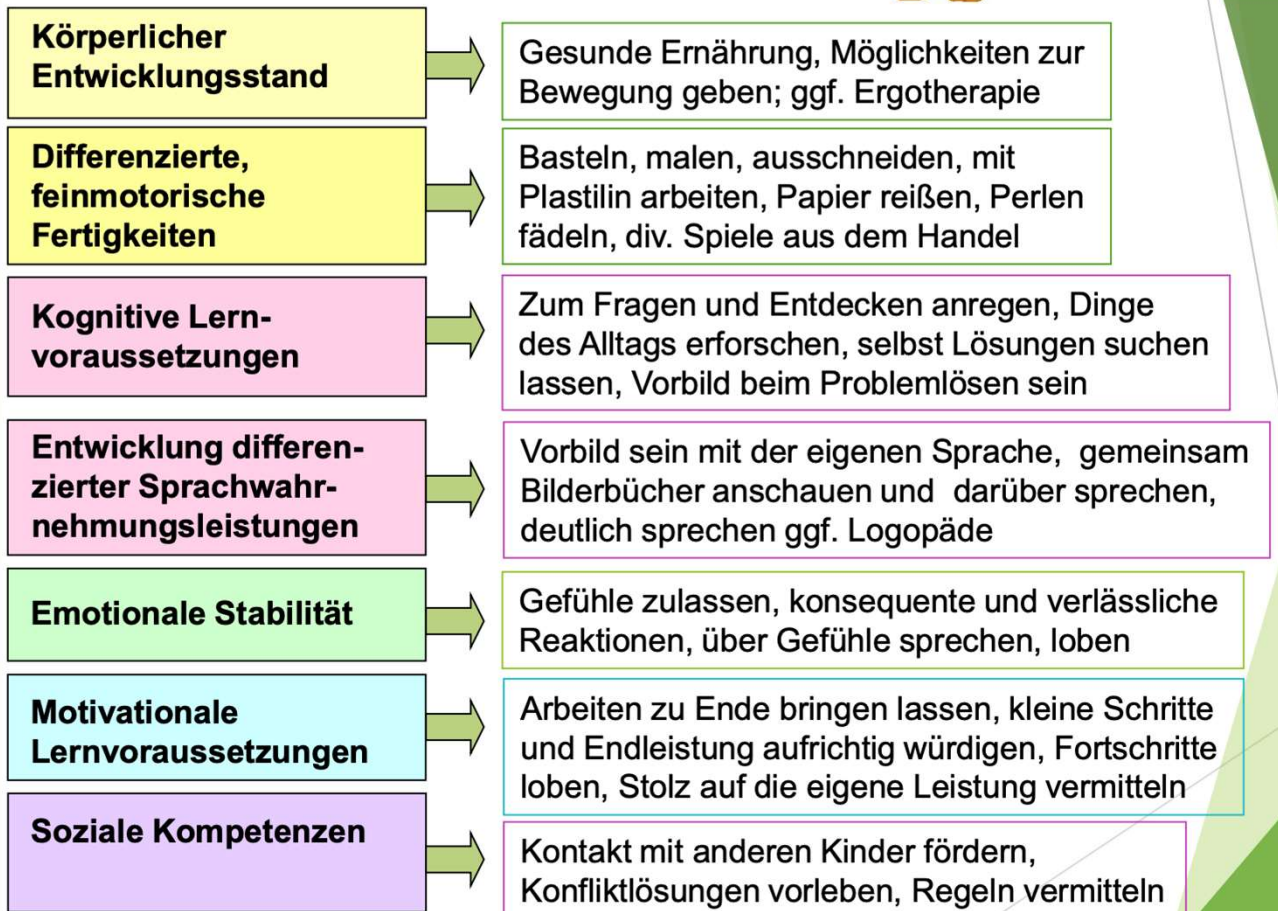 Körperlicher
Entwicklungsstand
Gesunde Ernährung, Möglichkeiten zur
Bewegung geben; ggf. Ergotherapie
Differenzierte,
feinmotorische
Fertigkeiten
Basteln, malen, ausschneiden, mit
Plastilin arbeiten, Papier reißen, Perlen
fädeln, div. Spiele aus dem Handel
Kognitive Lern-
voraussetzungen
Zum Fragen und Entdecken anregen, Dinge
des Alltags erforschen, selbst Lösungen suchen
lassen, Vorbild beim Problemlösen sein
Entwicklung differen-
zierter Sprachwahr-
nehmungsleistungen
Vorbild sein mit der eigenen Sprache, gemeinsam
Bilderbücher anschauen und darüber sprechen,
deutlich sprechen ggf. Logopäde
Emotionale Stabilität
Gefühle zulassen, konsequente und verlässliche
Reaktionen, über Gefühle sprechen, loben
Motivationale
Lernvoraussetzungen
Arbeiten zu Ende bringen lassen, kleine Schritte
und Endleistung aufrichtig würdigen, Fortschritte
loben, Stolz auf die eigene Leistung vermitteln
Soziale Kompetenzen
Kontakt mit anderen Kinder fördern,
Konfliktlösungen vorleben, Regeln vermitteln